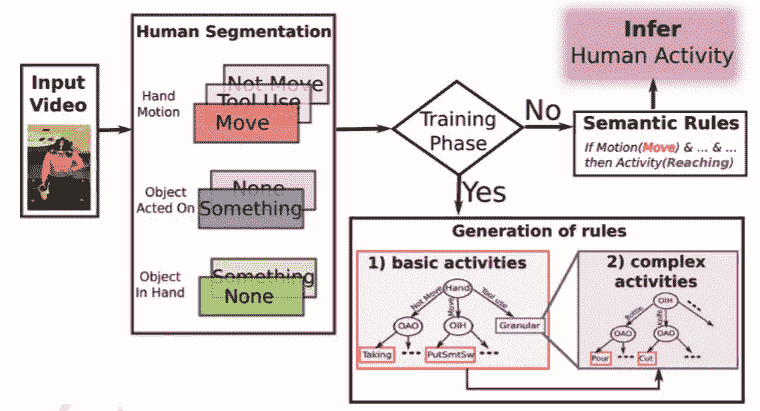 Input
Video
Human Segmentation
Hand
Motion
Not Move
Tool Use
Move
Object
Acted On
None
Something
Object
In Hand
Something
None
Training
Phase
No
Yes
Infer
Human Activity
Semantic Rules
If Motion(Move) & ... & ...
then Activity(Reaching)
Generation of rules
1) basic activities
Hand
Not Move
Move
Tool use
OAO
OIH
Granular
Taking
PutSmtSw
2) complex
activities
OIH
Bottle
Knife
OAO
OAO
Pour
Cut